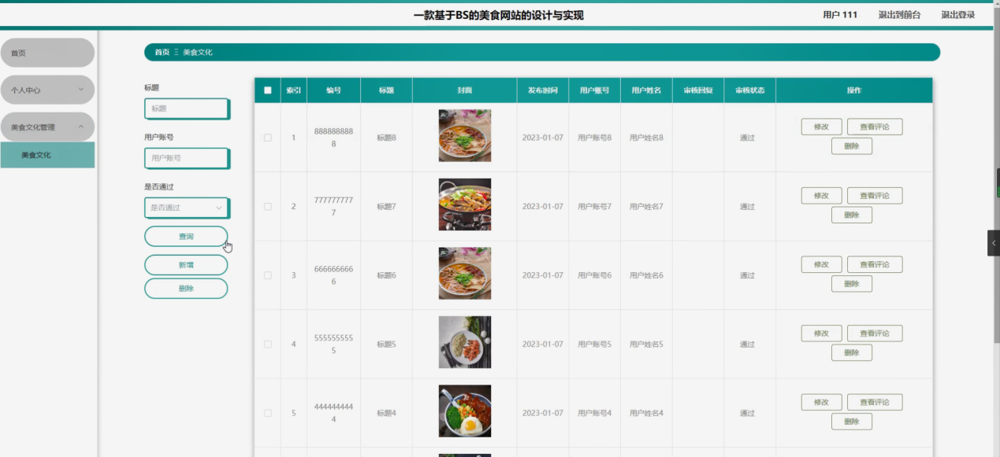 一款基于BS的美食网站的设计与实现
用户 111 退出到前台 退出登录
首页
个人中心
美食文化管理
美食文化
首页 Ξ 美食文化
标题
标题
用户账号
用户账号
是否通过
是否通过
查询
新增
删除
索引 编号 标题 封面 发布时间 用户账号 用户姓名 审核回复 审核状态 操作
1 888888888 标题8 2023-01-07 用户账号8 用户姓名8 通过 修改 查看评论
8 删除
2 777777777 标题7 2023-01-07 用户账号7 用户姓名7 通过 修改 查看评论
7 删除
3 666666666 标题6 2023-01-07 用户账号6 用户姓名6 通过 修改 查看评论
6 删除
4 555555555 标题5 2023-01-07 用户账号5 用户姓名5 通过 修改 查看评论
5 删除
5 444444444 标题4 2023-01-07 用户账号4 用户姓名4 通过 修改 查看评论
4 删除